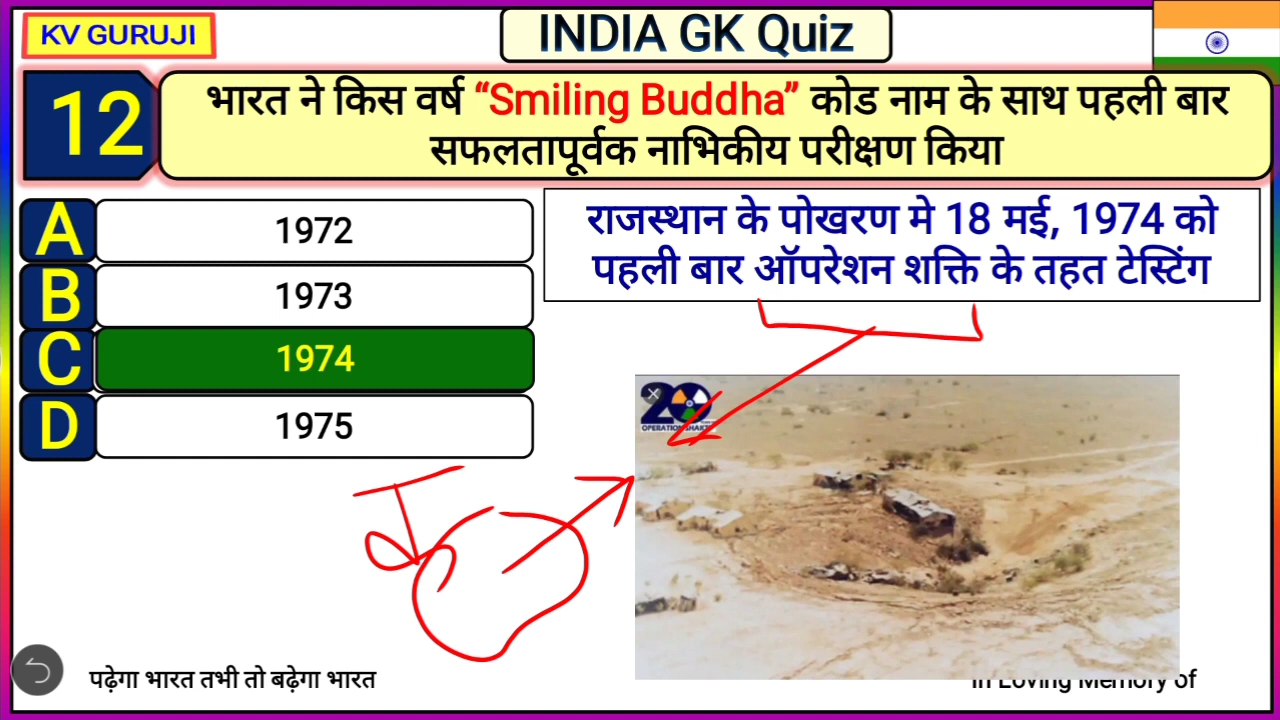 KV GURUJI
INDIA GK Quiz
12
भारत ने किस वर्ष “Smiling Buddha” कोड नाम के साथ पहली बार
सफलतापूर्वक नाभिकीय परीक्षण किया
A 1972
B 1973
C 1974
D 1975
राजस्थान के पोखरण मे 18 मई, 1974 को
पहली बार ऑपरेशन शक्ति के तहत टेस्टिंग
20
OPERATION SHAKTI
पढ़ेगा भारत तभी तो बढ़ेगा भारत
In Loving Memory of